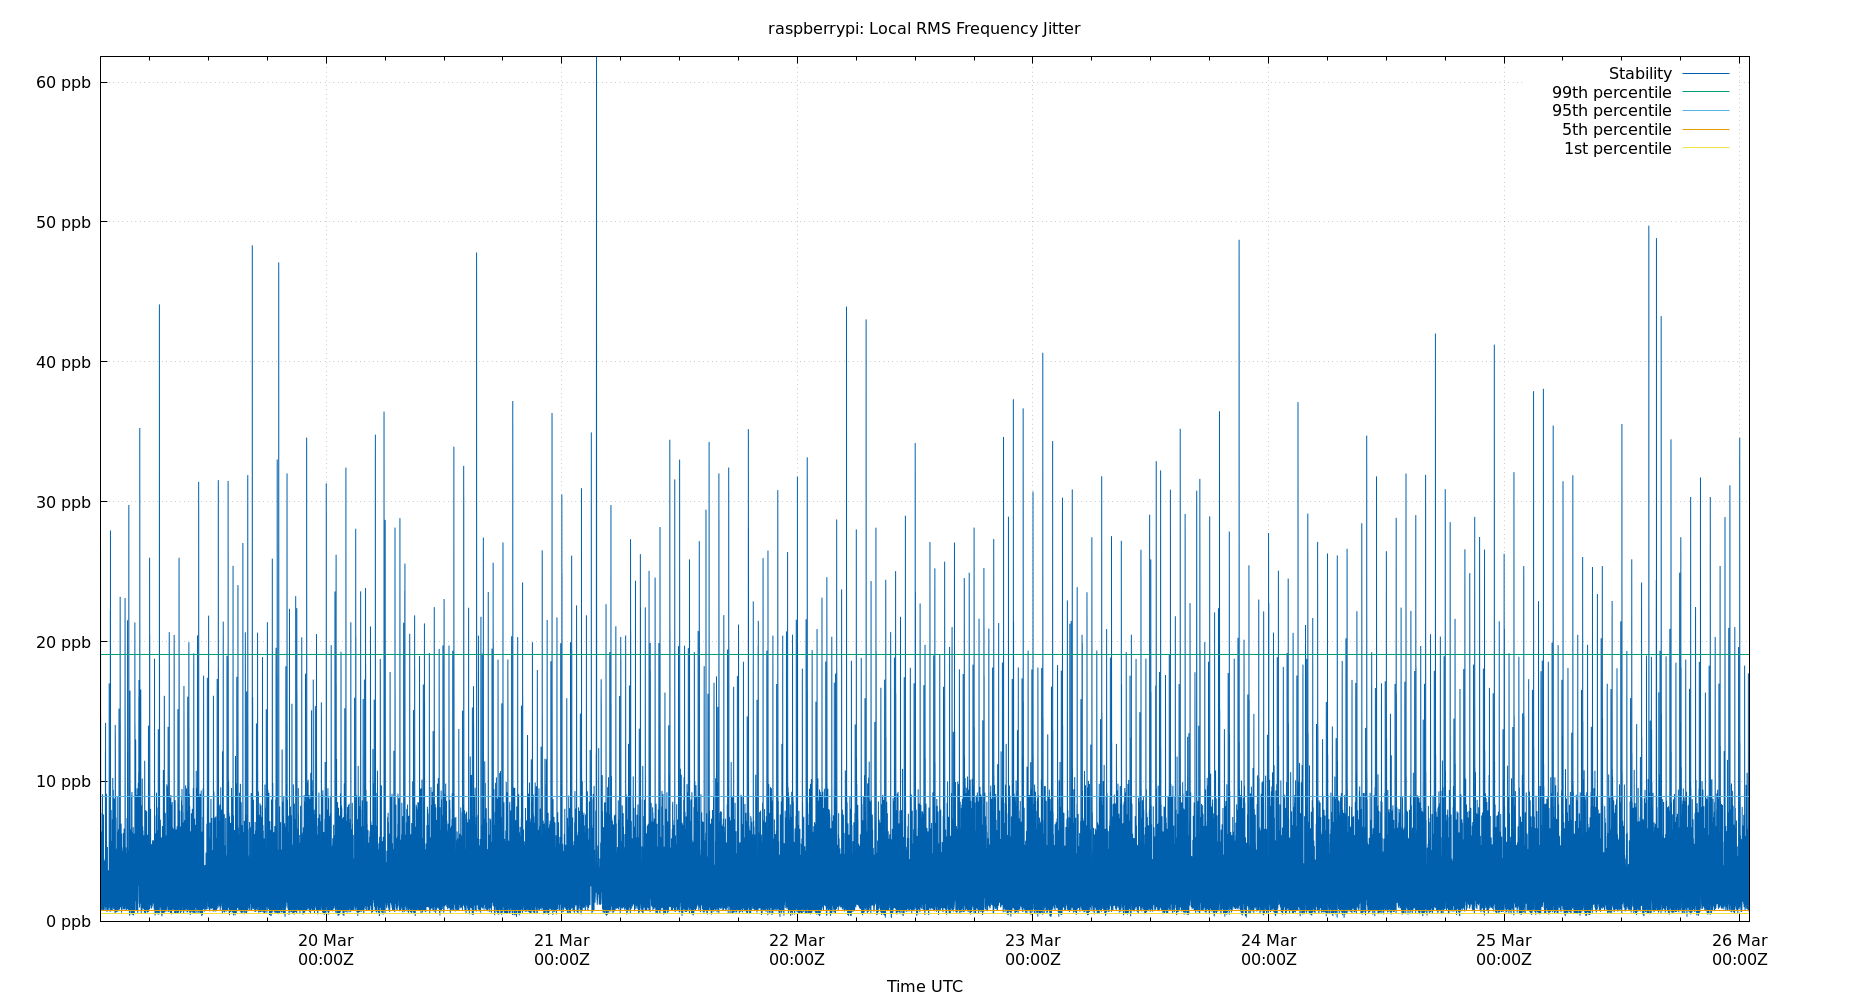 raspberrypi: Local RMS Frequency Jitter
60 ppb
50 ppb
40 ppb
30 ppb
20 ppb
10 ppb
0 ppb
Stability
99th percentile
95th percentile
5th percentile
1st percentile
20 Mar
00:00Z
21 Mar
00:00Z
22 Mar
00:00Z
23 Mar
00:00Z
24 Mar
00:00Z
25 Mar
00:00Z
26 Mar
00:00Z
Time UTC